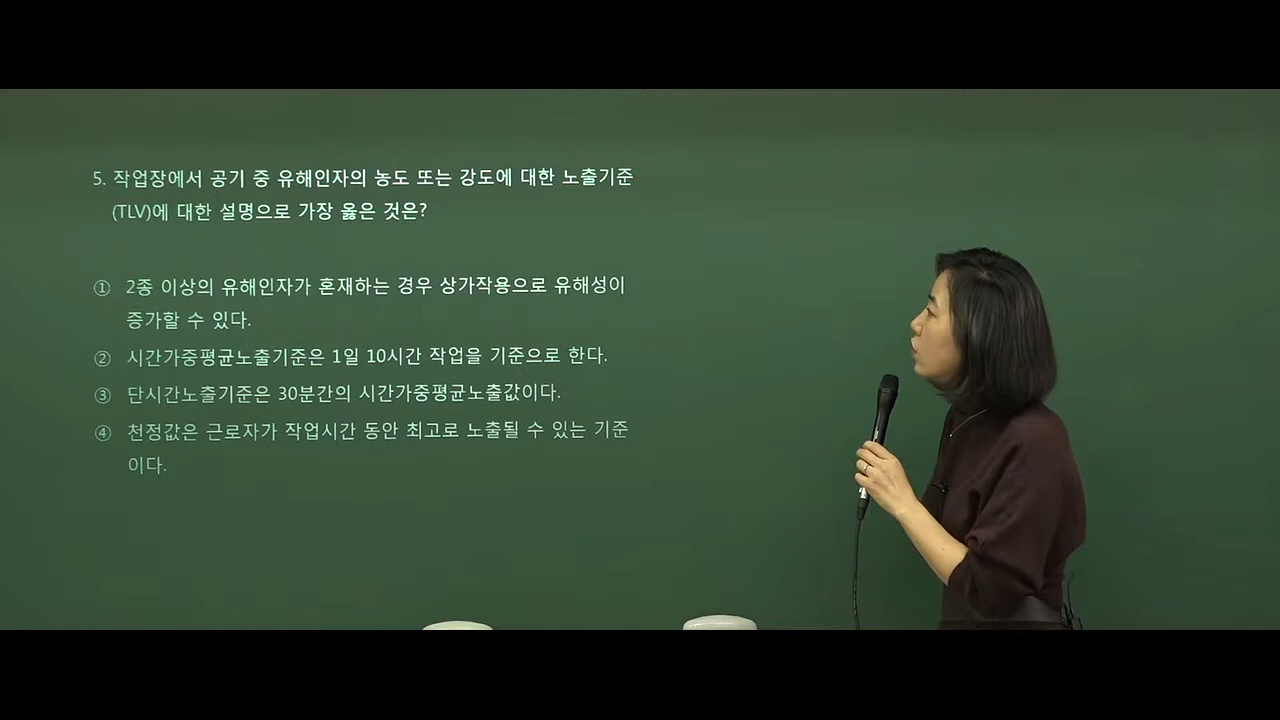 5. 작업장에서 공기 중 유해인자의 농도 또는 강도에 대한 노출기준
(TLV)에 대한 설명으로 가장 옳은 것은?
① 2종 이상의 유해인자가 혼재하는 경우 상가작용으로 유해성이
증가할 수 있다.
② 시간가중평균노출기준은 1일 10시간 작업을 기준으로 한다.
③ 단시간노출기준은 30분간의 시간가중평균노출값이다.
④ 천정값은 근로자가 작업시간 동안 최고로 노출될 수 있는 기준
이다.